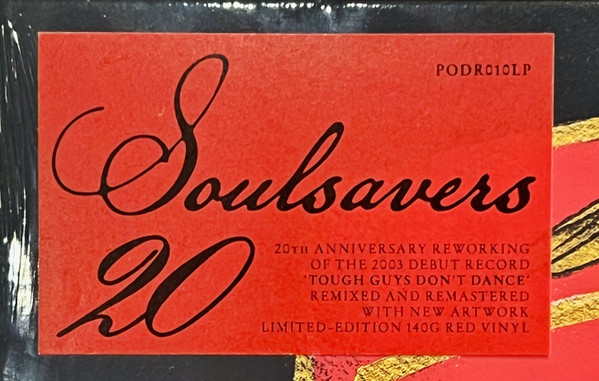 PODR010LP
Soulsavers
20
20TH ANNIVERSARY REWORKING
OF THE 2003 DEBUT RECORD
'TOUGH GUYS DON'T DANCE'
REMIXED AND REMASTERED
WITH NEW ARTWORK
LIMITED-EDITION 140G RED VINYL